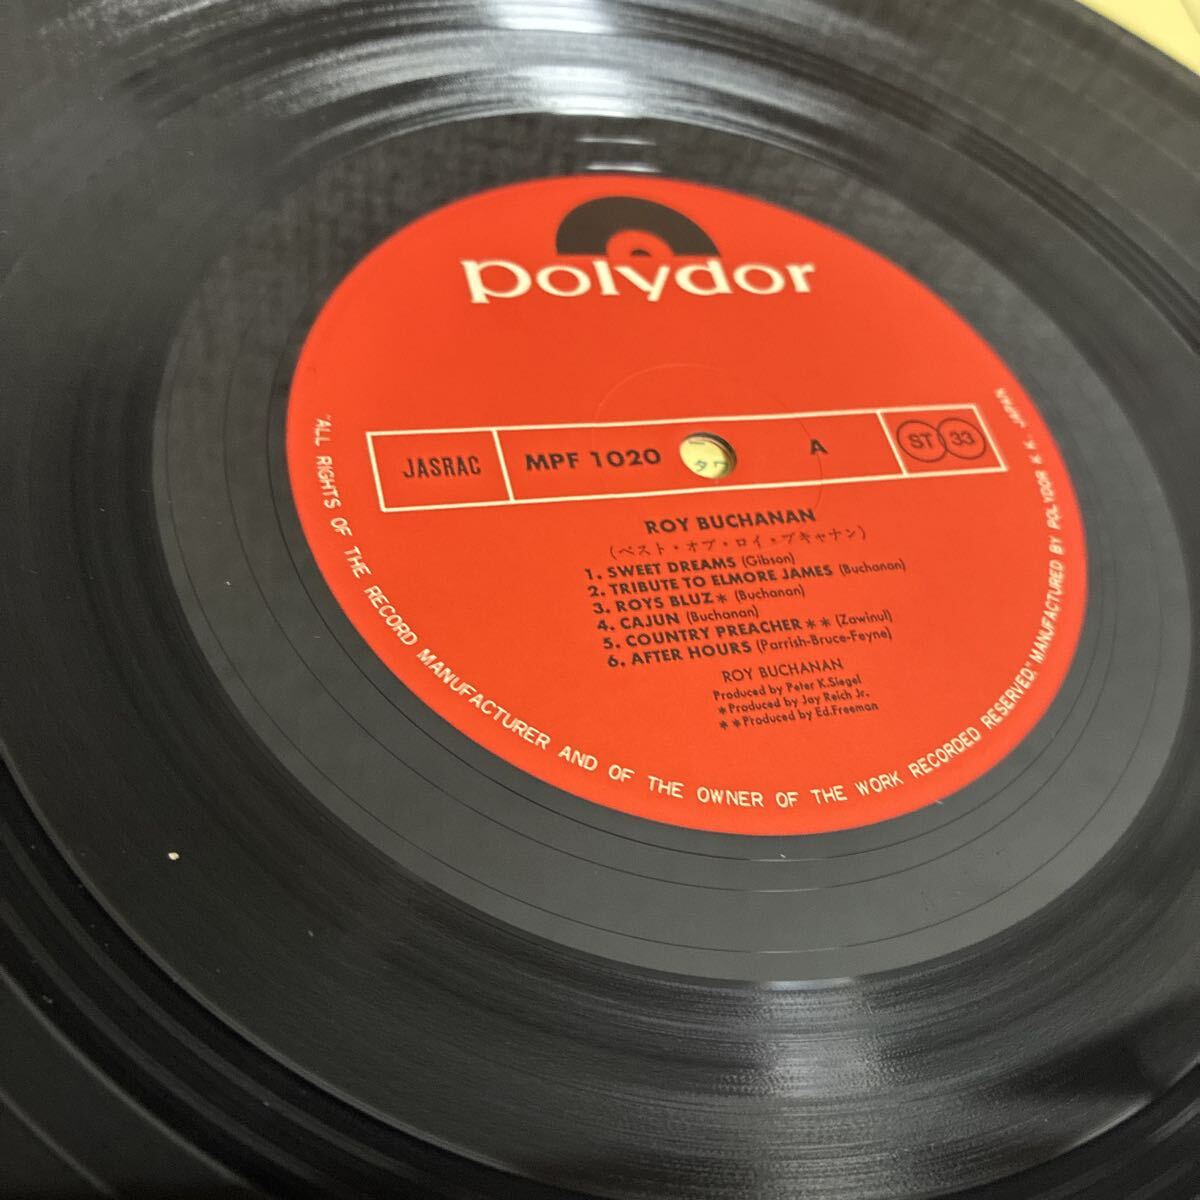 polydor
JASRAC MPF 1020 A ST 33
ROY BUCHANAN
(ベスト・オブ・ロイ・ブキャナン)
1. SWEET DREAMS (Gibson)
2. TRIBUTE TO ELMORE JAMES (Buchanan)
3. ROYS BLUZ* (Buchanan)
4. CAJUN (Buchanan)
5. COUNTRY PREACHER** (Zawinul)
6. AFTER HOURS (Parrish-Bruce-Feyne)
ROY BUCHANAN
Produced by Peter K.Siegel
*Produced by Jay Reich Jr.
**Produced by Ed.Freeman
"ALL RIGHTS OF THE RECORD MANUFACTURER AND OF THE OWNER OF THE WORK RECORDED RESERVED." MANUFACTURED BY POLYDOR K.K. JAPAN